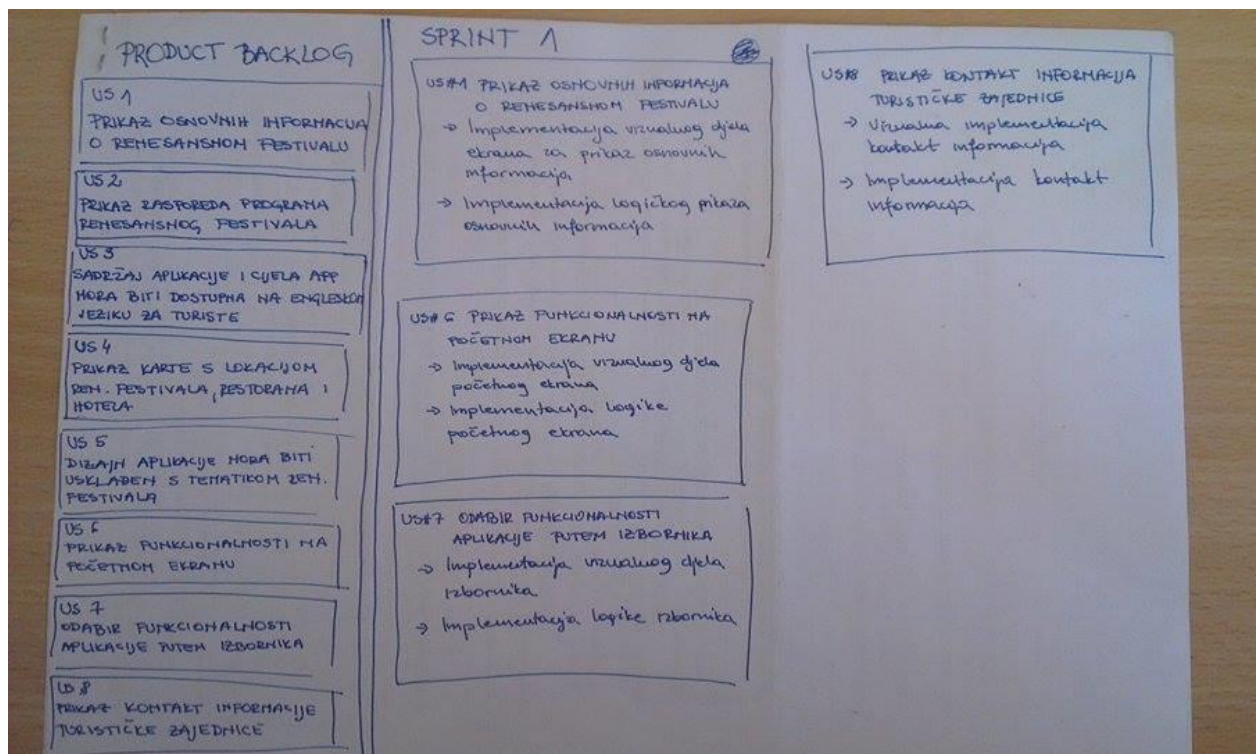 PRODUCT BACKLOG
US 1
PRIKAZ OSNOVNIH INFORMACIJA
O RENESANSNOM FESTIVALU
US 2
PRIKAZ RASPOREDA PROGRAMA
RENESANSNOG FESTIVALA
US 3
SADRŽAJ APLIKACIJE I CIJELA APP
MORA BITI DOSTUPNA NA ENGLESKOM
JEZIKU ZA TURISTE
US 4
PRIKAZ KARTE S LOKACIJOM
REN. FESTIVALA, RESTORANA I
HOTELA
US 5
DIZAJN APLIKACIJE MORA BITI
USKLAĐEN S TEMATIKOM REN.
FESTIVALA
US 6
PRIKAZ FUNKCIONALNOSTI NA
POČETNOM EKRANU
US 7
ODABIR FUNKCIONALNOSTI
APLIKACIJE PUTEM IZBORNIKA
US 8
PRIKAZ KONTAKT INFORMACIJE
TURISTIČKE ZAJEDNICE
SPRINT 1
US#1 PRIKAZ OSNOVNIH INFORMACIJA
O RENESANSNOM FESTIVALU
→ Implementacija vizualnog djela
ekrana za prikaz osnovnih
informacija
→ Implementacija logičkog prikaza
osnovnih informacija
US#6 PRIKAZ FUNKCIONALNOSTI NA
POČETNOM EKRANU
→ Implementacija vizualnog djela
početnog ekrana
→ Implementacija logike
početnog ekrana
US#7 ODABIR FUNKCIONALNOSTI
APLIKACIJE PUTEM IZBORNIKA
→ Implementacija vizualnog djela
izbornika
→ Implementacija logike izbornika
US#8 PRIKAZ KONTAKT INFORMACIJA
TURISTIČKE ZAJEDNICE
→ Vizualna implementacija
kontakt informacija
→ Implementacija kontakt
informacija